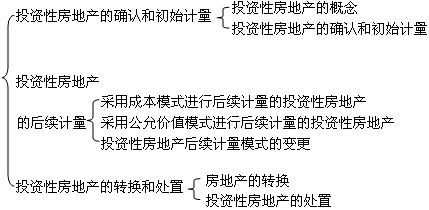 投资性房地产的确认和初始计量
投资性房地产的概念
投资性房地产的确认和初始计量
投资性房地产
的后续计量
采用成本模式进行后续计量的投资性房地产
采用公允价值模式进行后续计量的投资性房地产
投资性房地产后续计量模式的变更
投资性房地产的转换和处置
房地产的转换
投资性房地产的处置